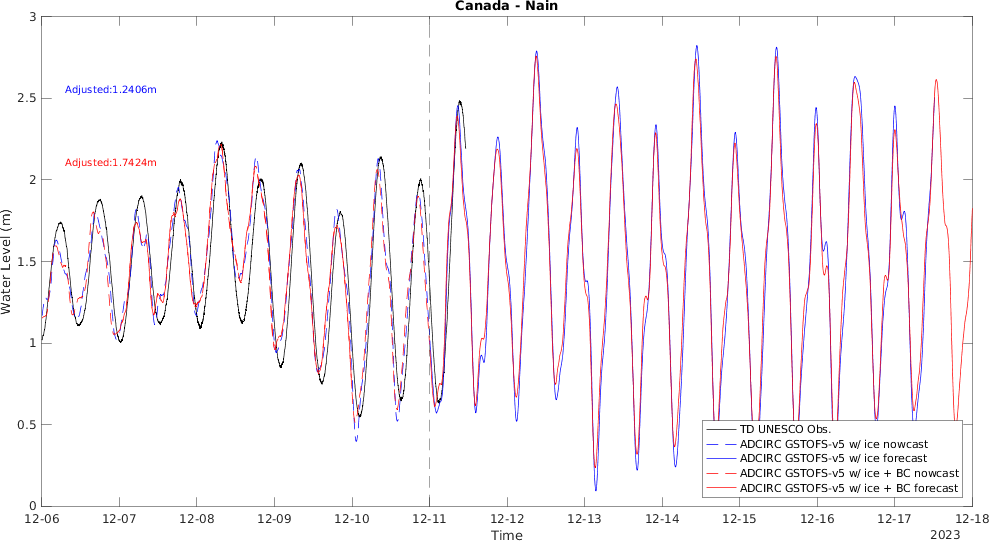 Canada - Nain
3
2.5
2
1.5
1
0.5
0
Water Level (m)
Adjusted:1.2406m
Adjusted:1.7424m
TD UNESCO Obs.
ADCIRC GSTOFS-v5 w/ ice nowcast
ADCIRC GSTOFS-v5 w/ ice forecast
ADCIRC GSTOFS-v5 w/ ice + BC nowcast
ADCIRC GSTOFS-v5 w/ ice + BC forecast
12-06 12-07 12-08 12-09 12-10 12-11 12-12 12-13 12-14 12-15 12-16 12-17 12-18
Time
2023